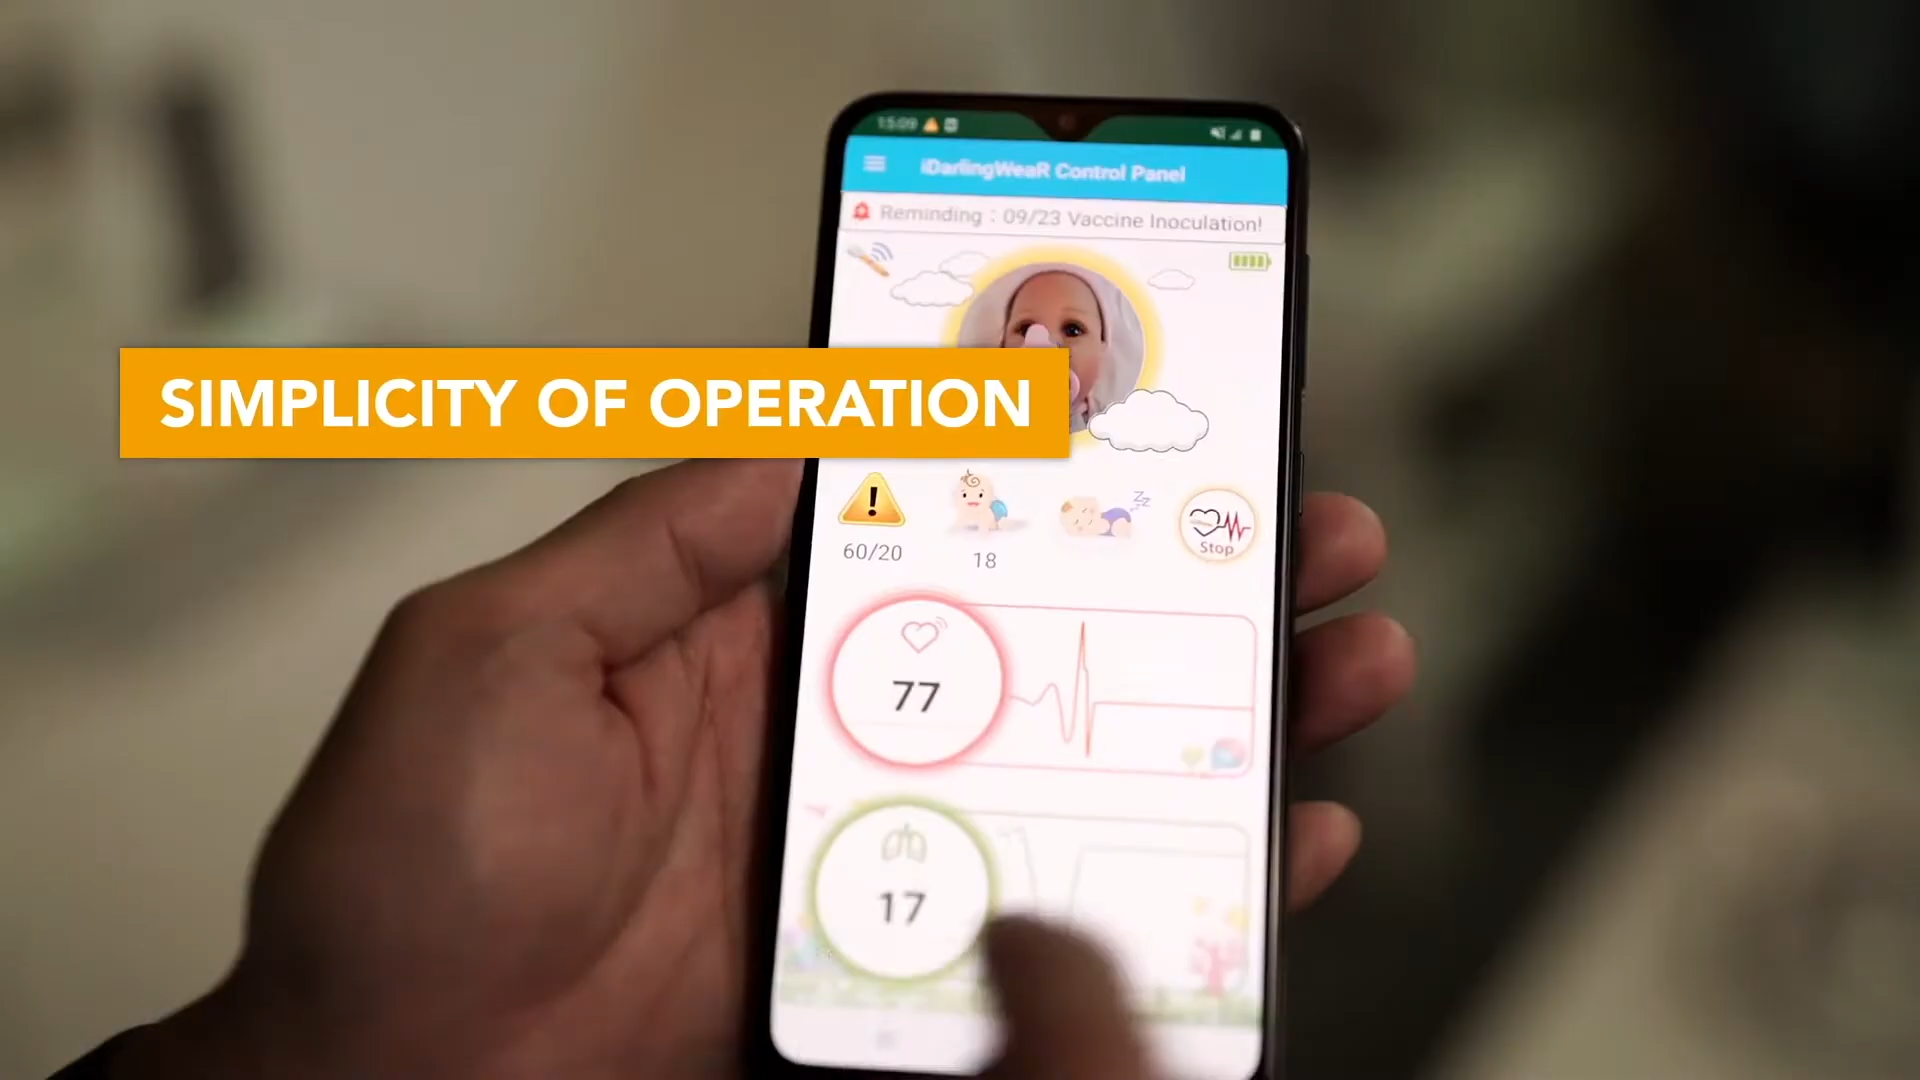 15:09
iDarlingWeaR Control Panel
Reminding : 09/23 Vaccine Inoculation!
SIMPLICITY OF OPERATION
60/20
18
zz
Stop
77
17